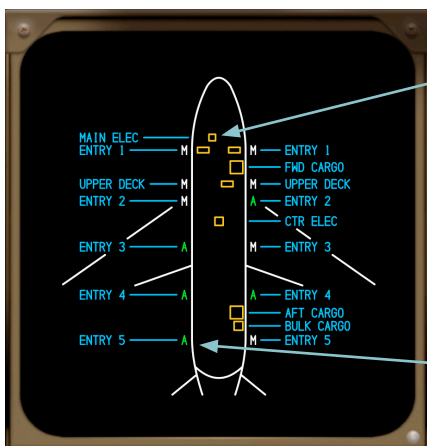 MAIN ELEC
ENTRY 1 M M ENTRY 1
FWD CARGO
UPPER DECK M M UPPER DECK
ENTRY 2 M A ENTRY 2
CTR ELEC
ENTRY 3 A M ENTRY 3
ENTRY 4 A A ENTRY 4
AFT CARGO
BULK CARGO
ENTRY 5 A M ENTRY 5